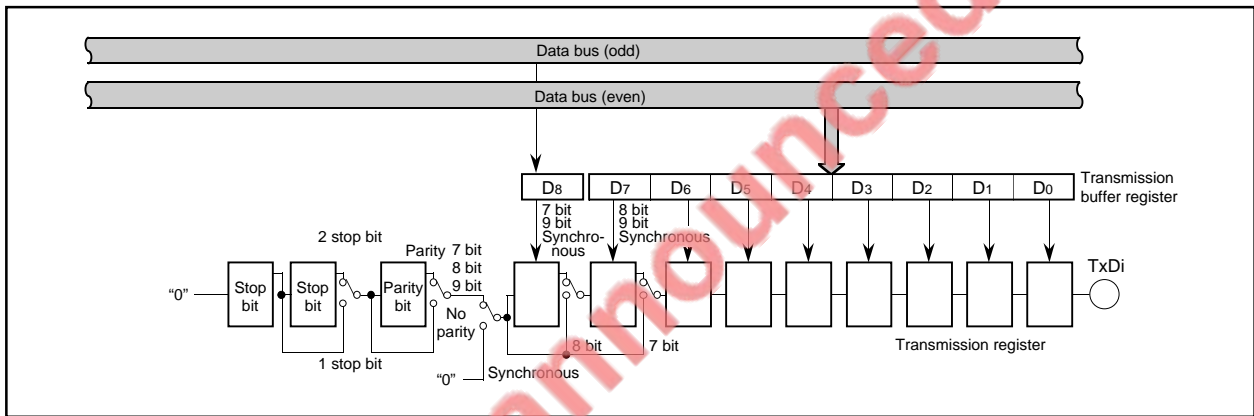 Data bus (odd)
Data bus (even)
D8 D7 D6 D5 D4 D3 D2 D1 D0
Transmission
buffer register
7 bit
9 bit
Synchro-
nous
8 bit
9 bit
Synchronous
2 stop bit
Parity
7 bit
8 bit
9 bit
TxDi
"0"
Stop
bit
Stop
bit
Parity
bit
No
parity
1 stop bit
8 bit
7 bit
Transmission register
Synchronous
"0"
announced